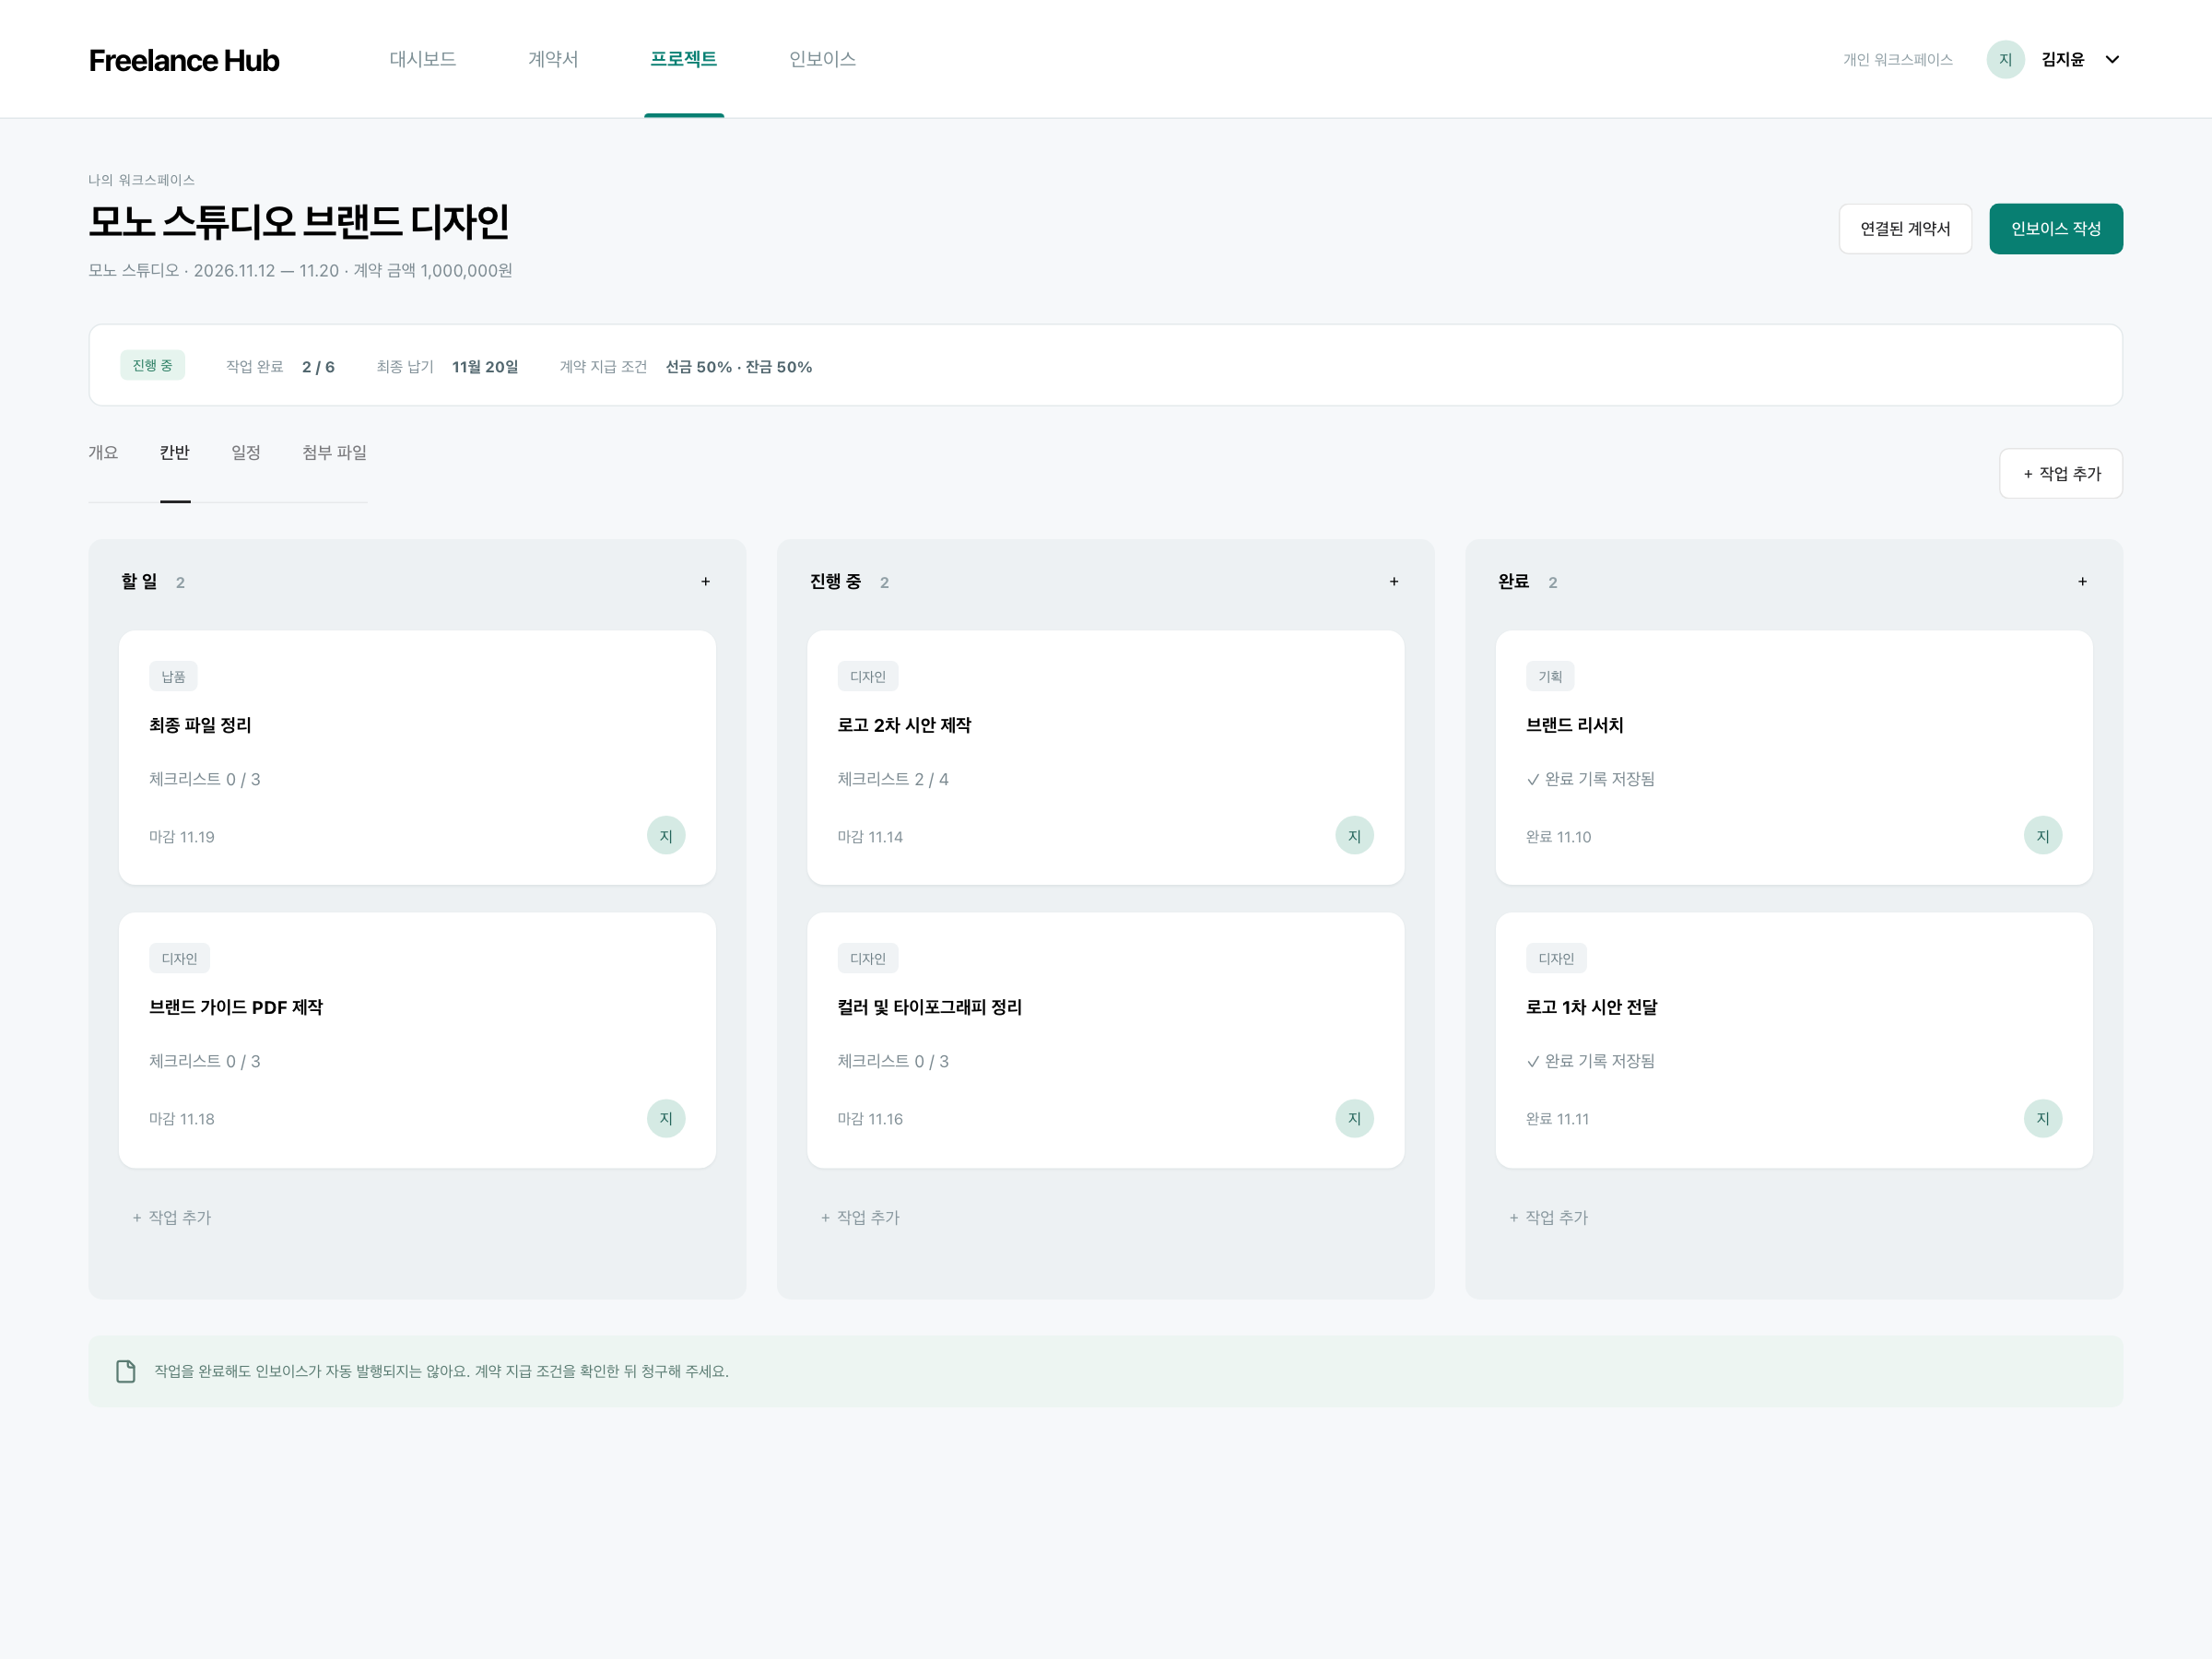 Freelance Hub
대시보드
계약서
프로젝트
인보이스
개인 워크스페이스
지
김지윤
나의 워크스페이스
모노 스튜디오 브랜드 디자인
모노 스튜디오 · 2026.11.12 — 11.20 · 계약 금액 1,000,000원
연결된 계약서
인보이스 작성
진행 중
작업 완료 2 / 6
최종 납기 11월 20일
계약 지급 조건 선금 50% · 잔금 50%
개요
칸반
일정
첨부 파일
+ 작업 추가
할 일 2 +
납품
최종 파일 정리
체크리스트 0 / 3
마감 11.19
지
디자인
브랜드 가이드 PDF 제작
체크리스트 0 / 3
마감 11.18
지
+ 작업 추가
진행 중 2 +
디자인
로고 2차 시안 제작
체크리스트 2 / 4
마감 11.14
지
디자인
컬러 및 타이포그래피 정리
체크리스트 0 / 3
마감 11.16
지
+ 작업 추가
완료 2 +
기획
브랜드 리서치
✓ 완료 기록 저장됨
완료 11.10
지
디자인
로고 1차 시안 전달
✓ 완료 기록 저장됨
완료 11.11
지
+ 작업 추가
작업을 완료해도 인보이스가 자동 발행되지는 않아요. 계약 지급 조건을 확인한 뒤 청구해 주세요.